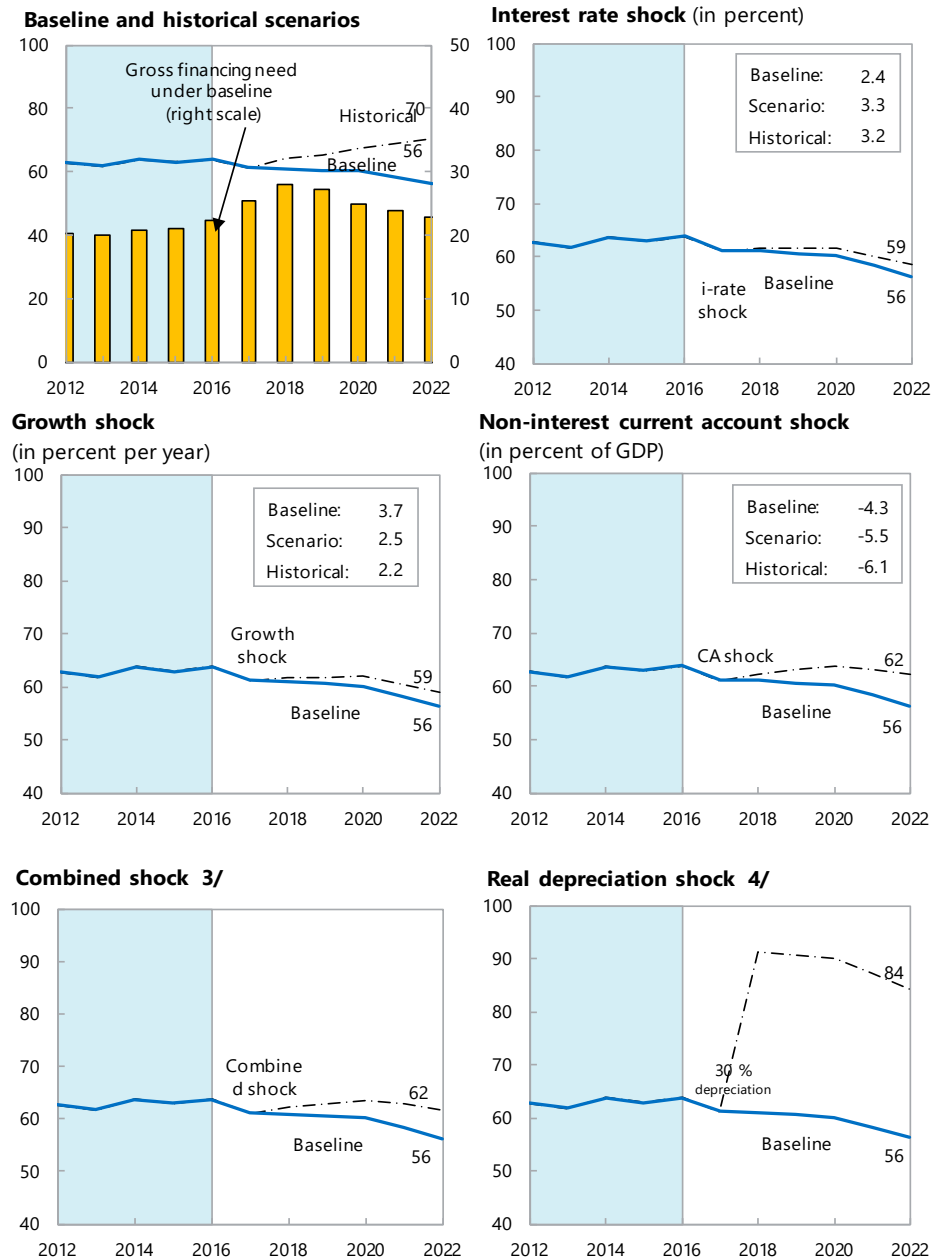 Baseline and historical scenarios
100
80
60
40
20
0
50
40
30
20
10
0
Gross financing need
under baseline
(right scale)
Historical
70
56
Baseline
2012 2014 2016 2018 2020 2022
Interest rate shock (in percent)
100
90
80
70
60
50
40
Baseline: 2.4
Scenario: 3.3
Historical: 3.2
59
i-rate
shock
Baseline
56
2012 2014 2016 2018 2020 2022
Growth shock
(in percent per year)
100
90
80
70
60
50
40
Baseline: 3.7
Scenario: 2.5
Historical: 2.2
Growth
shock
59
Baseline
56
2012 2014 2016 2018 2020 2022
Non-interest current account shock
(in percent of GDP)
100
90
80
70
60
50
40
Baseline: -4.3
Scenario: -5.5
Historical: -6.1
CA shock
62
Baseline
56
2012 2014 2016 2018 2020 2022
Combined shock 3/
100
90
80
70
60
50
40
Combine
d shock
62
Baseline
56
2012 2014 2016 2018 2020 2022
Real depreciation shock 4/
100
90
80
70
60
50
40
84
30 %
depreciation
Baseline
56
2012 2014 2016 2018 2020 2022